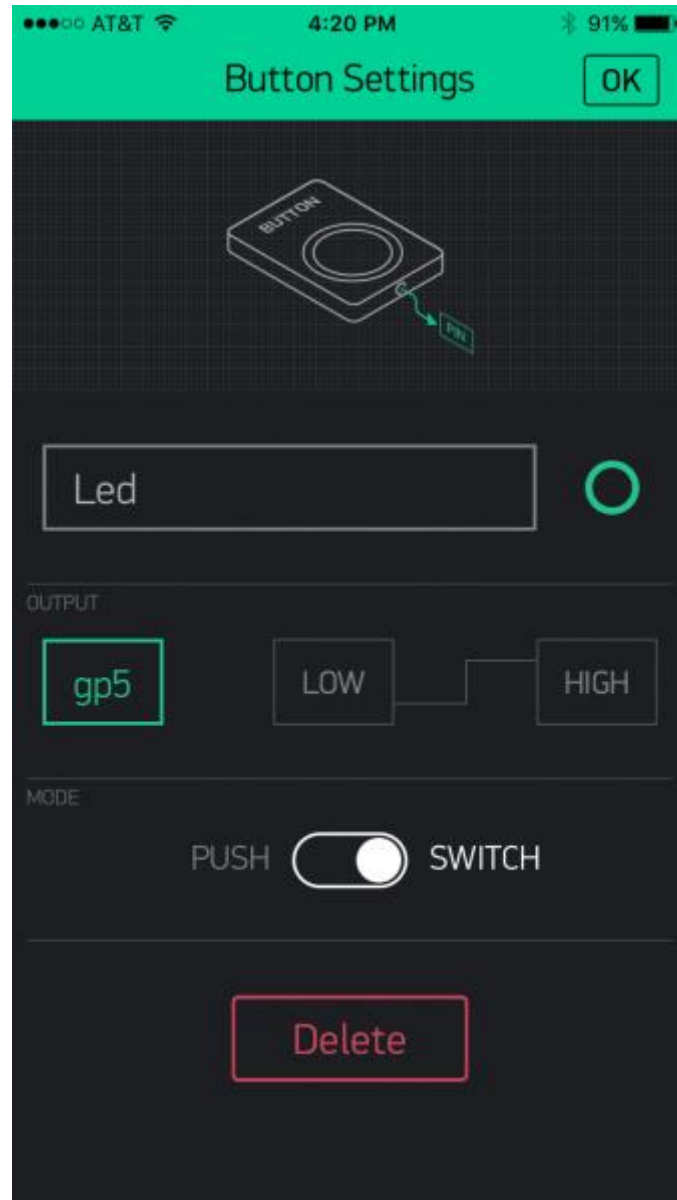 AT&T 4:20 PM 91%
Button Settings OK
BUTTON
PIN
Led
OUTPUT
gp5 LOW HIGH
MODE
PUSH SWITCH
Delete